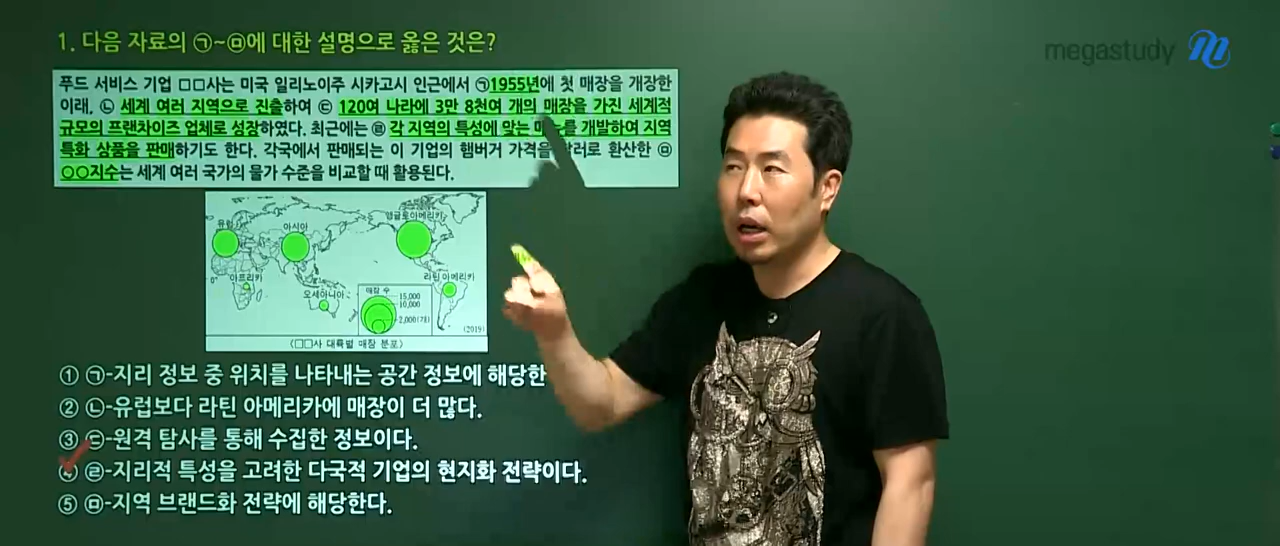 1. 다음 자료의 ㉠~㉤에 대한 설명으로 옳은 것은?
megastudy
푸드 서비스 기업 □□사는 미국 일리노이주 시카고시 인근에서 ㉠1955년에 첫 매장을 개장한
이래, ㉡ 세계 여러 지역으로 진출하여 ㉢ 120여 나라에 3만 8천여 개의 매장을 가진 세계적
규모의 프랜차이즈 업체로 성장하였다. 최근에는 ㉣ 각 지역의 특성에 맞는 를 개발하여 지역
특화 상품을 판매하기도 한다. 각국에서 판매되는 이 기업의 햄버거 가격을 로 환산한 ㉤
○○지수는 세계 여러 국가의 물가 수준을 비교할 때 활용된다.
유럽
아시아
앵글로아메리카
아프리카
오세아니아
라틴 아메리카
0°
매장 수
15,000
10,000
2,000(개)
(2019)
〈□□사 대륙별 매장 분포〉
① ㉠-지리 정보 중 위치를 나타내는 공간 정보에 해당한
② ㉡-유럽보다 라틴 아메리카에 매장이 더 많다.
③ ㉢-원격 탐사를 통해 수집한 정보이다.
④ ㉣-지리적 특성을 고려한 다국적 기업의 현지화 전략이다.
⑤ ㉤-지역 브랜드화 전략에 해당한다.